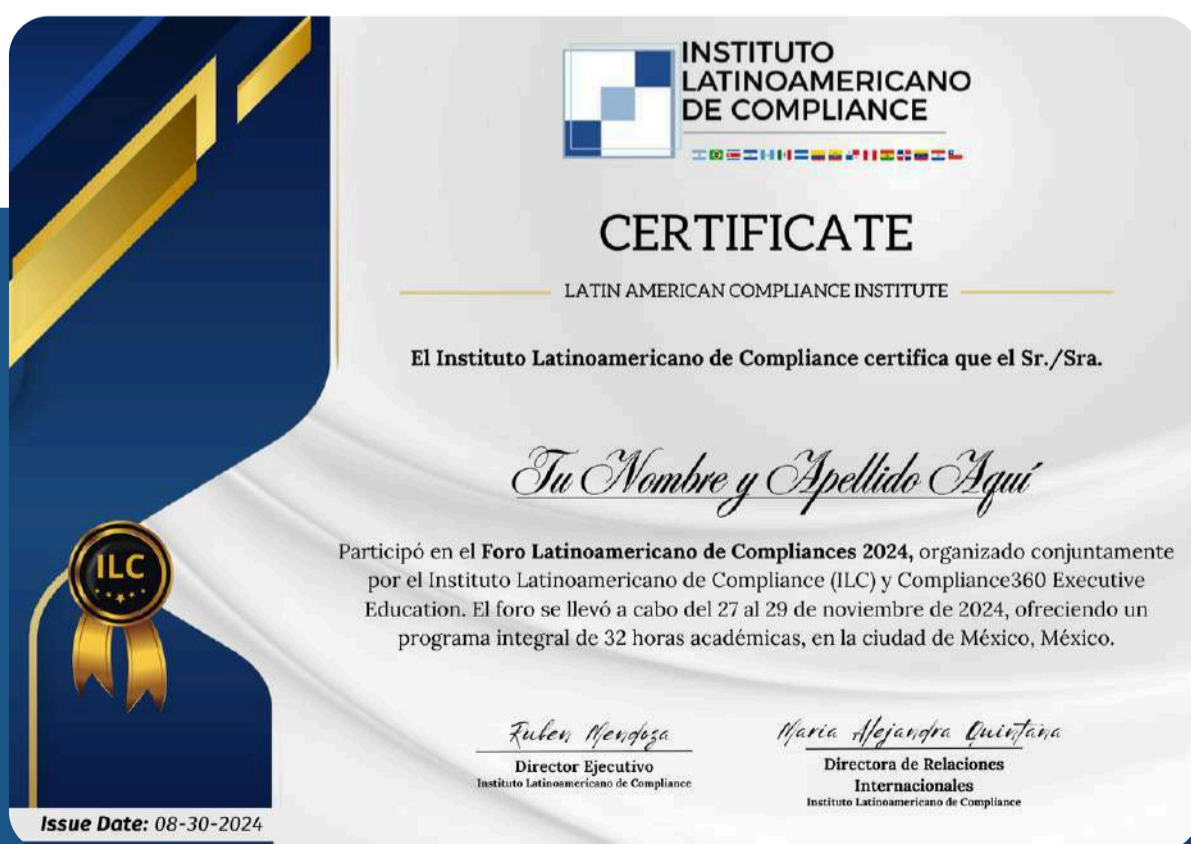 INSTITUTO
LATINOAMERICANO
DE COMPLIANCE
CERTIFICATE
LATIN AMERICAN COMPLIANCE INSTITUTE
El Instituto Latinoamericano de Compliance certifica que el Sr./Sra.
Tu Nombre y Apellido Aquí
Participó en el Foro Latinoamericano de Compliances 2024, organizado conjuntamente
por el Instituto Latinoamericano de Compliance (ILC) y Compliance360 Executive
Education. El foro se llevó a cabo del 27 al 29 de noviembre de 2024, ofreciendo un
programa integral de 32 horas académicas, en la ciudad de México, México.
ILC
Ruben Mendoza
Director Ejecutivo
Instituto Latinoamericano de Compliance
Maria Alejandra Quintana
Directora de Relaciones
Internacionales
Instituto Latinoamericano de Compliance
Issue Date: 08-30-2024